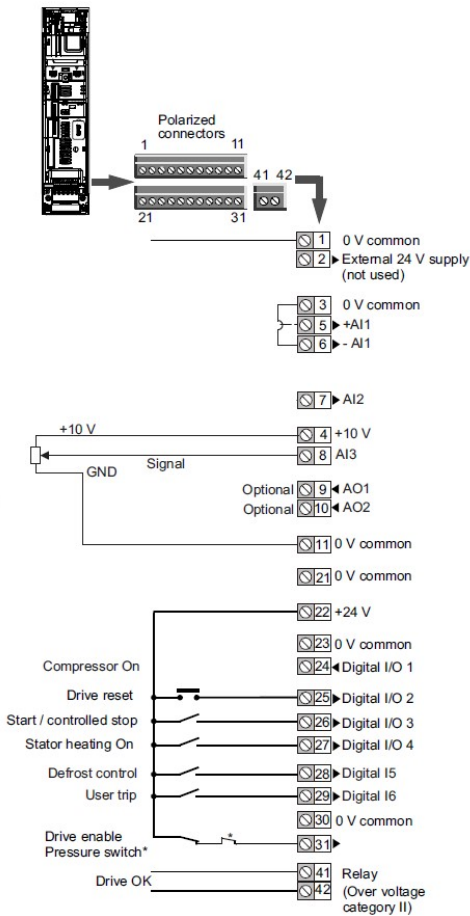 Polarized
connectors
1 11
41 42
21 31
1 0 V common
2 External 24 V supply
(not used)
3 0 V common
5 +AI1
6 - AI1
7 AI2
+10 V 4 +10 V
Signal 8 AI3
GND
Optional 9 AO1
Optional 10 AO2
11 0 V common
21 0 V common
22 +24 V
23 0 V common
Compressor On 24 Digital I/O 1
Drive reset 25 Digital I/O 2
Start / controlled stop 26 Digital I/O 3
Stator heating On 27 Digital I/O 4
Defrost control 28 Digital I5
User trip 29 Digital I6
30 0 V common
Drive enable
Pressure switch* * 31
Drive OK 41 Relay
42 (Over voltage
category II)